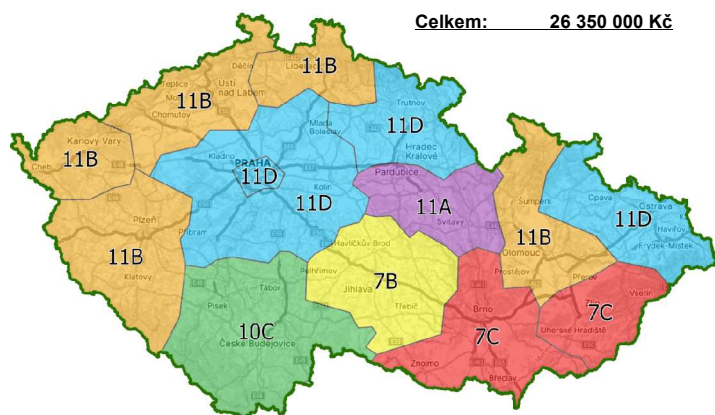 Celkem: 26 350 000 Kč
Děčín
Liberec
11B
Teplice
Ústí
nad Labem
Chomutov
11B
Trutnov
11D
Mladá
Boleslav
Hradec
Králové
Karlovy Vary
Cheb
11B
Kladno
PRAHA
11D
Kolín
11D
Pardubice
11A
Svitavy
Šumperk
Opava
Ostrava
Havířov
11D
Frýdek-Místek
Plzeň
Příbram
11B
Klatovy
Havlíčkův Brod
Pelhřimov
7B
Jihlava
Třebíč
11B
Olomouc
Prostějov
Přerov
Vsetín
Tábor
Písek
10C
České Budějovice
Brno
7C
Zlín
7C
Uherské Hradiště
Znojmo
Břeclav